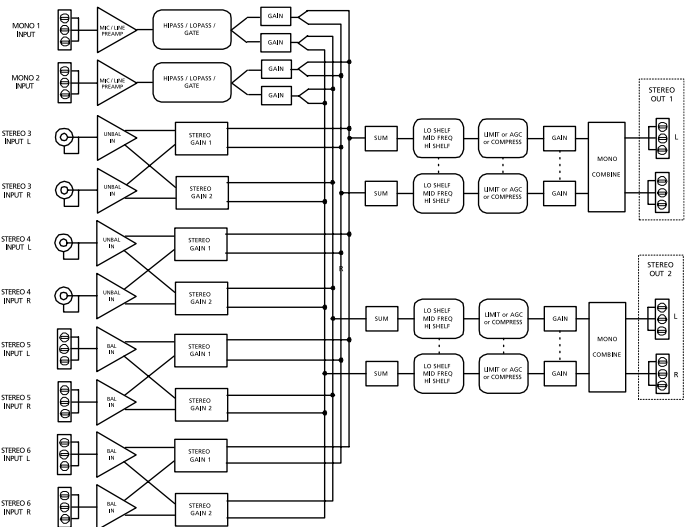 MONO 1
INPUT
MIC / LINE
PREAMP
HIPASS / LOPASS /
GATE
GAIN
GAIN
MONO 2
INPUT
MIC / LINE
PREAMP
HIPASS / LOPASS /
GATE
GAIN
GAIN
STEREO 3
INPUT L
UNBAL
IN
STEREO
GAIN 1
STEREO 3
INPUT R
UNBAL
IN
STEREO
GAIN 2
STEREO 4
INPUT L
UNBAL
IN
STEREO
GAIN 1
STEREO 4
INPUT R
UNBAL
IN
STEREO
GAIN 2
STEREO 5
INPUT L
BAL
IN
STEREO
GAIN 1
STEREO 5
INPUT R
BAL
IN
STEREO
GAIN 2
STEREO 6
INPUT L
BAL
IN
STEREO
GAIN 1
STEREO 6
INPUT R
BAL
IN
STEREO
GAIN 2
R
SUM
LO SHELF
MID FREQ
HI SHELF
LIMIT or AGC
or COMPRESS
GAIN
SUM
LO SHELF
MID FREQ
HI SHELF
LIMIT or AGC
or COMPRESS
GAIN
MONO
COMBINE
STEREO
OUT 1
L
SUM
LO SHELF
MID FREQ
HI SHELF
LIMIT or AGC
or COMPRESS
GAIN
SUM
LO SHELF
MID FREQ
HI SHELF
LIMIT or AGC
or COMPRESS
GAIN
MONO
COMBINE
STEREO
OUT 2
L
R